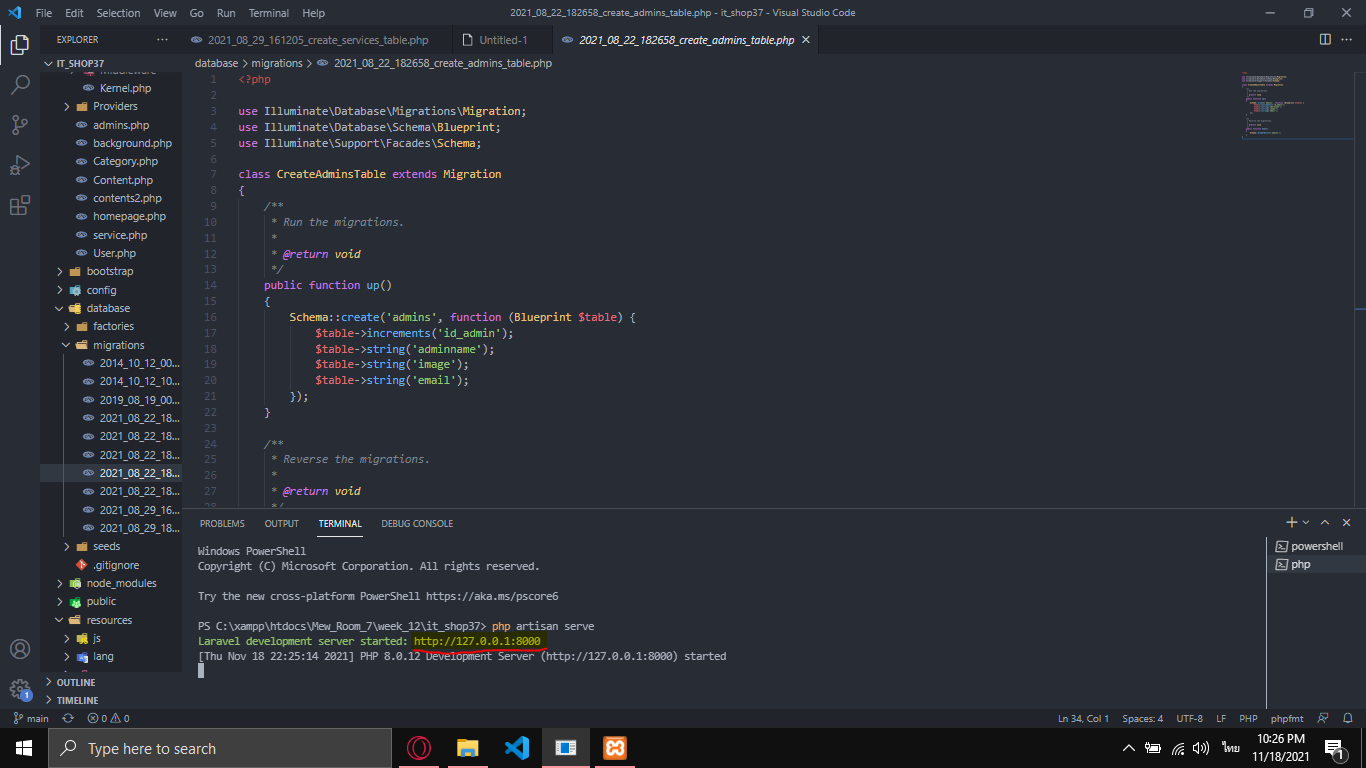 File Edit Selection View Go Run Terminal Help
2021_08_22_182658_create_admins_table.php - it_shop37 - Visual Studio Code
EXPLORER
2021_08_29_161205_create_services_table.php
Untitled-1
2021_08_22_182658_create_admins_table.php
IT_SHOP37
Middleware
Kernel.php
Providers
admins.php
background.php
Category.php
Content.php
contents2.php
homepage.php
service.php
User.php
bootstrap
config
database
factories
migrations
2014_10_12_00...
2014_10_12_10...
2019_08_19_00...
2021_08_22_18...
2021_08_22_18...
2021_08_22_18...
2021_08_22_18...
2021_08_22_18...
2021_08_29_16...
2021_08_29_18...
seeds
.gitignore
node_modules
public
resources
js
lang
OUTLINE
TIMELINE
database > migrations > 2021_08_22_182658_create_admins_table.php
1 <?php
2
3 use Illuminate\Database\Migrations\Migration;
4 use Illuminate\Database\Schema\Blueprint;
5 use Illuminate\Support\Facades\Schema;
6
7 class CreateAdminsTable extends Migration
8 {
9 /**
10 * Run the migrations.
11 *
12 * @return void
13 */
14 public function up()
15 {
16 Schema::create('admins', function (Blueprint $table) {
17 $table->increments('id_admin');
18 $table->string('adminname');
19 $table->string('image');
20 $table->string('email');
21 });
22 }
23
24 /**
25 * Reverse the migrations.
26 *
27 * @return void
28 */
PROBLEMS OUTPUT TERMINAL DEBUG CONSOLE
Windows PowerShell
Copyright (C) Microsoft Corporation. All rights reserved.
Try the new cross-platform PowerShell https://aka.ms/pscore6
PS C:\xampp\htdocs\Mew_Room_7\week_12\it_shop37> php artisan serve
Laravel development server started: http://127.0.0.1:8000
[Thu Nov 18 22:25:14 2021] PHP 8.0.12 Development Server (http://127.0.0.1:8000) started
powershell
php
1
main 0 0
Ln 34, Col 1 Spaces: 4 UTF-8 LF PHP phpfmt
Type here to search
ไทย
10:26 PM
11/18/2021
1